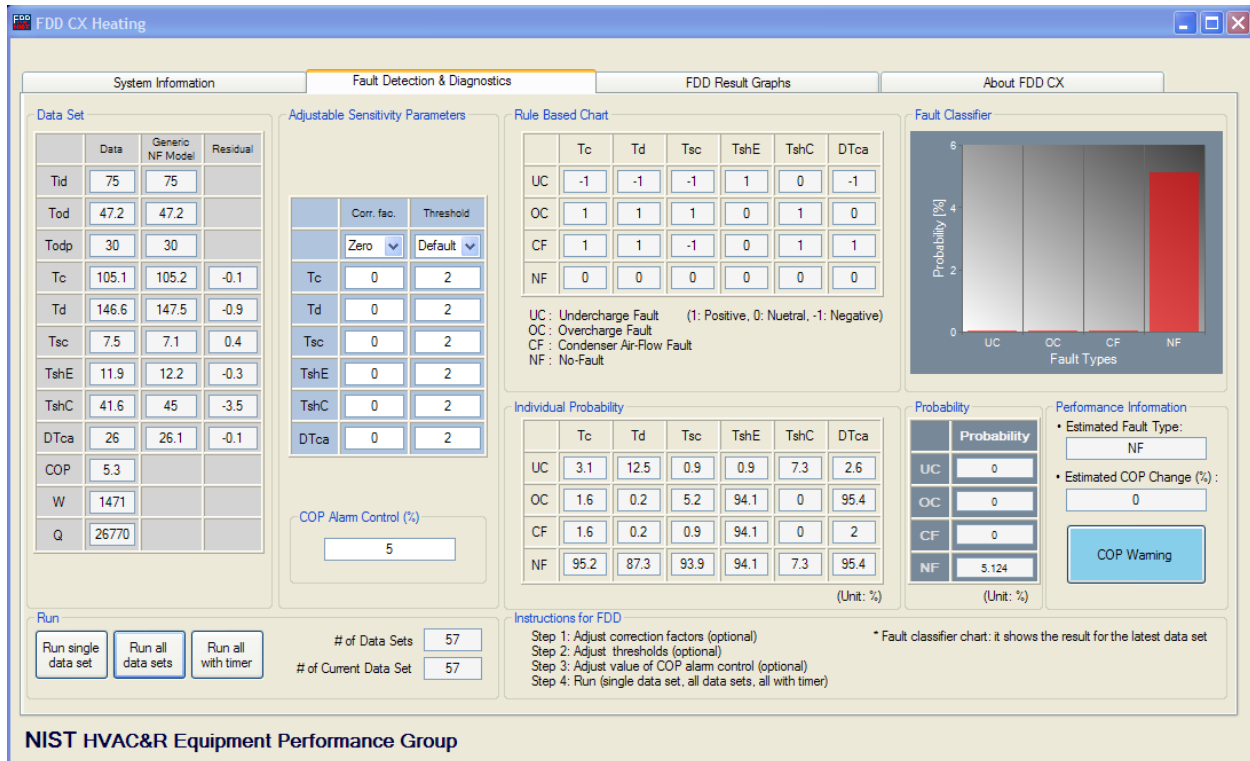 FDD CX Heating
System Information
Fault Detection & Diagnostics
FDD Result Graphs
About FDD CX
Data Set
Data Generic NF Model Residual
Tid 75 75
Tod 47.2 47.2
Todp 30 30
Tc 105.1 105.2 -0.1
Td 146.6 147.5 -0.9
Tsc 7.5 7.1 0.4
TshE 11.9 12.2 -0.3
TshC 41.6 45 -3.5
DTca 26 26.1 -0.1
COP 5.3
W 1471
Q 26770
Adjustable Sensitivity Parameters
Corr. fac. Threshold
Zero Default
Tc 0 2
Td 0 2
Tsc 0 2
TshE 0 2
TshC 0 2
DTca 0 2
COP Alarm Control (%)
5
Rule Based Chart
Tc Td Tsc TshE TshC DTca
UC -1 -1 -1 1 0 -1
OC 1 1 1 0 1 0
CF 1 1 -1 0 1 1
NF 0 0 0 0 0 0
UC : Undercharge Fault (1: Positive, 0: Nuetral, -1: Negative)
OC : Overcharge Fault
CF : Condenser Air-Flow Fault
NF : No-Fault
Fault Classifier
Probability [%]
6
4
2
0
UC OC CF NF
Fault Types
Individual Probability
Tc Td Tsc TshE TshC DTca
UC 3.1 12.5 0.9 0.9 7.3 2.6
OC 1.6 0.2 5.2 94.1 0 95.4
CF 1.6 0.2 0.9 94.1 0 2
NF 95.2 87.3 93.9 94.1 7.3 95.4
(Unit: %)
Probability
Probability
UC 0
OC 0
CF 0
NF 5.124
(Unit: %)
Performance Information
• Estimated Fault Type:
NF
• Estimated COP Change (%) :
0
COP Warning
Run
Run single data set
Run all data sets
Run all with timer
# of Data Sets 57
# of Current Data Set 57
Instructions for FDD
Step 1: Adjust correction factors (optional)
Step 2: Adjust thresholds (optional)
Step 3: Adjust value of COP alarm control (optional)
Step 4: Run (single data set, all data sets, all with timer)
* Fault classifier chart: it shows the result for the latest data set
NIST HVAC&R Equipment Performance Group